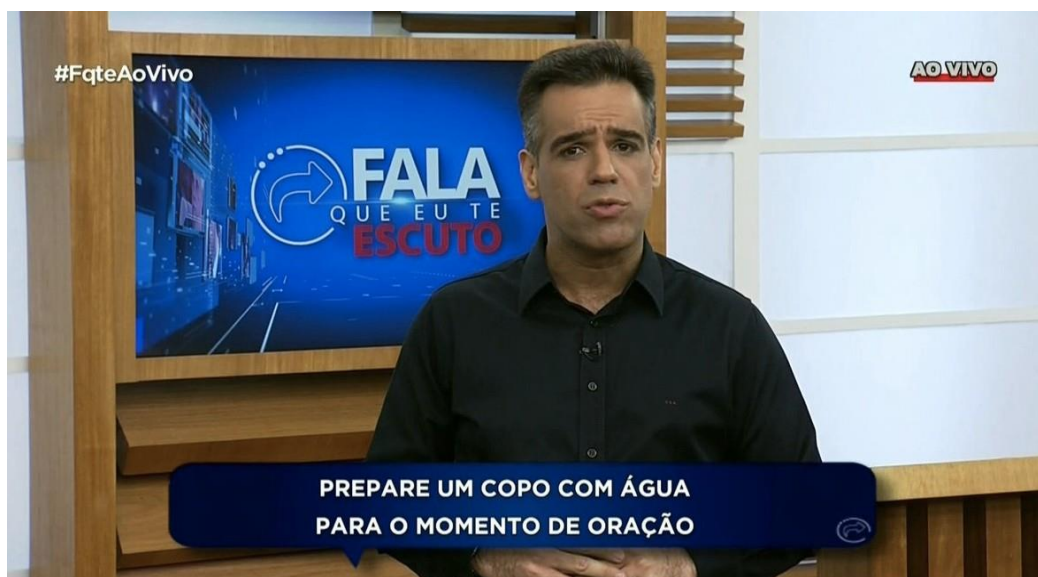 #FqteAoVivo
AO VIVO
FALA
QUE EU TE
ESCUTO
PREPARE UM COPO COM ÁGUA
PARA O MOMENTO DE ORAÇÃO